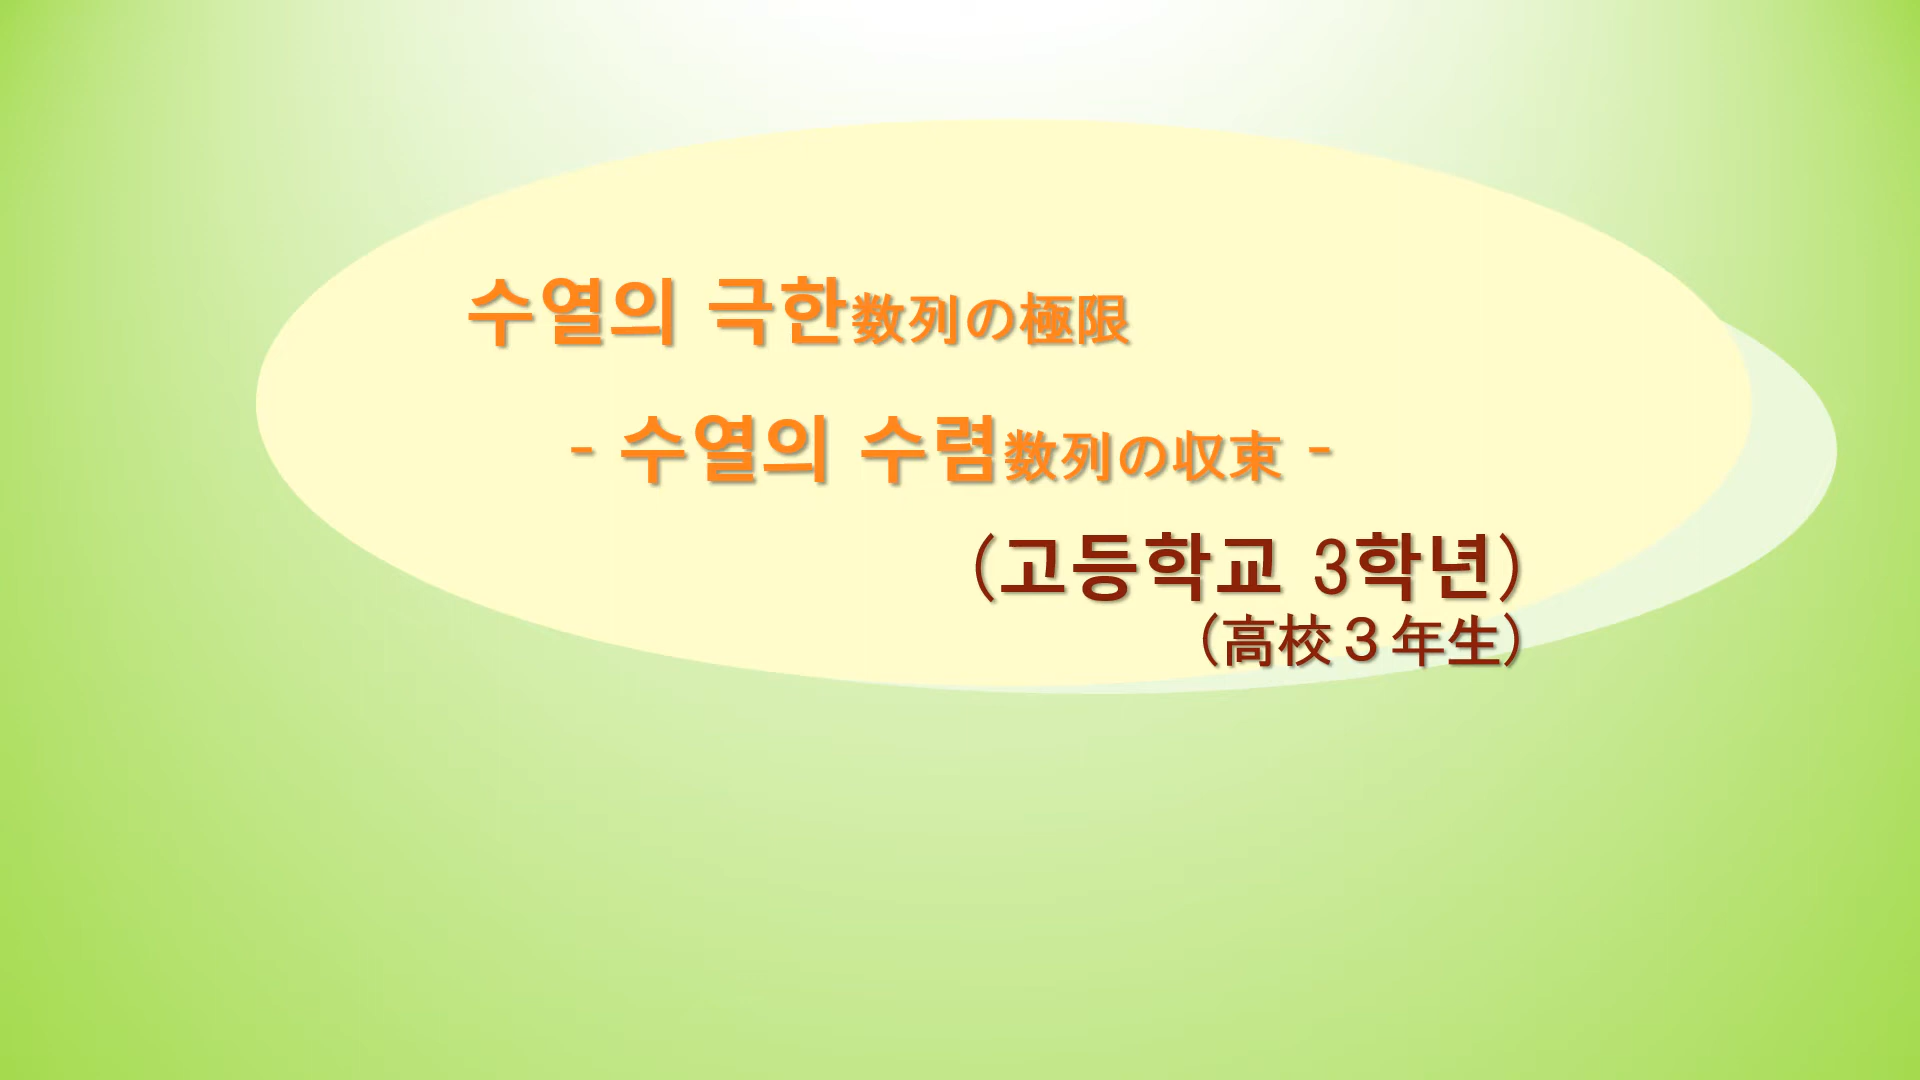 수열의 극한数列の極限
- 수열의 수렴数列の収束 -
(고등학교 3학년)
(高校３年生)